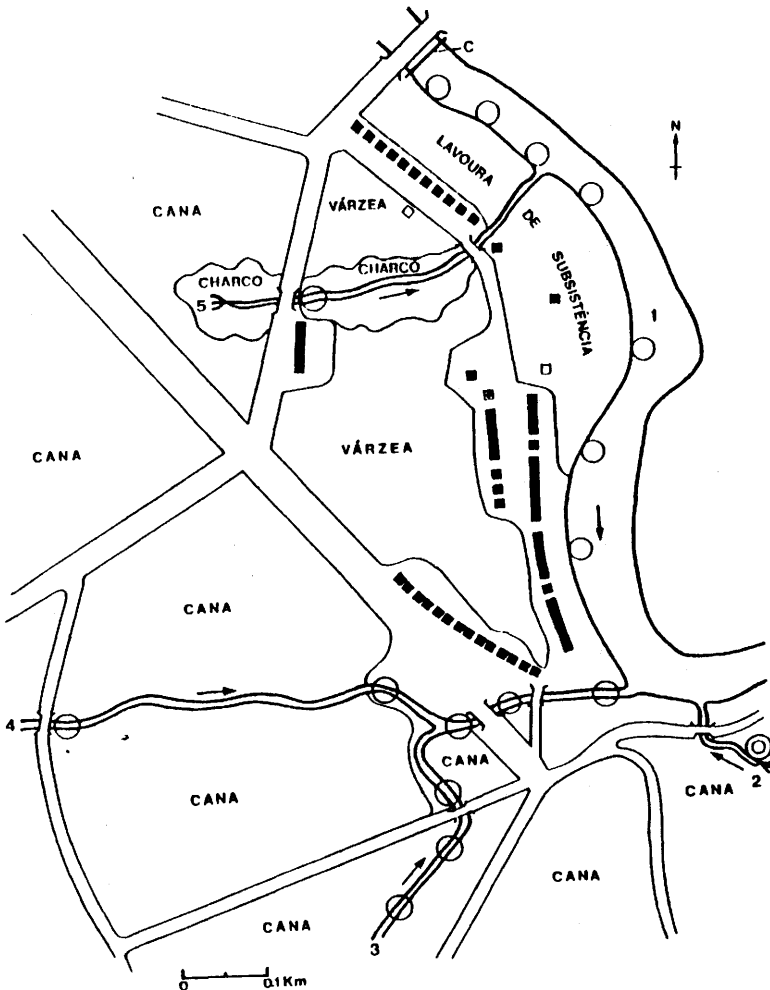 C
N
LAVOURA
DE
SUBSISTÊNCIA
CANA
VÁRZEA
CHARCO
CHARCO
5
1
CANA
VÁRZEA
CANA
4
CANA
CANA
CANA
2
CANA
CANA
3
0 0.1Km